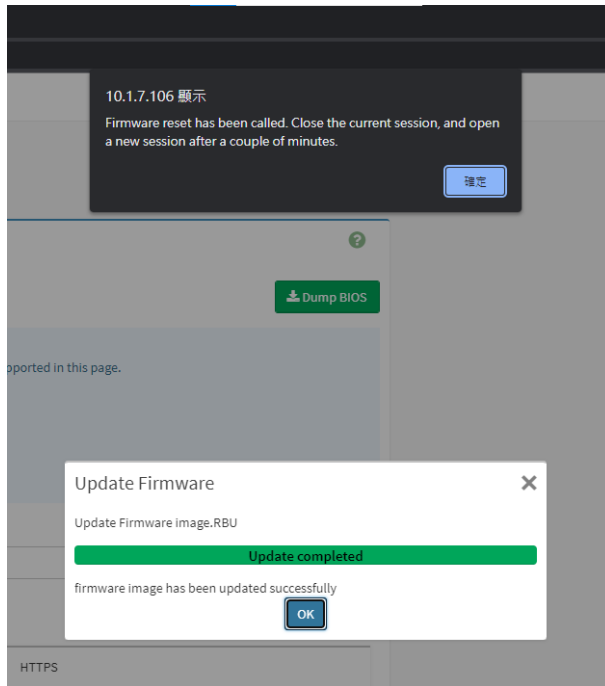 10.1.7.106 顯示
Firmware reset has been called. Close the current session, and open
a new session after a couple of minutes.
確定
Dump BIOS
pported in this page.
Update Firmware
Update Firmware image.RBU
Update completed
firmware image has been updated successfully
OK
HTTPS